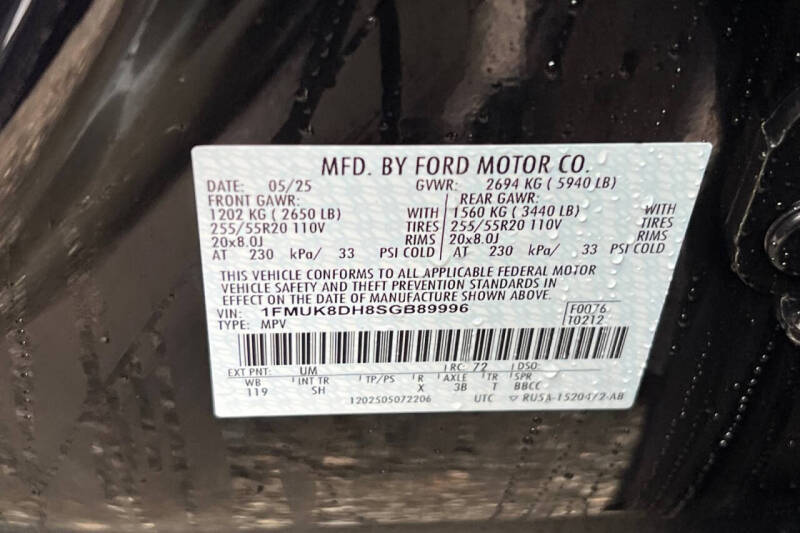 MFD. BY FORD MOTOR CO.
DATE: 05/25 GVWR: 2694 KG ( 5940 LB)
FRONT GAWR: REAR GAWR:
1202 KG ( 2650 LB) WITH 1560 KG ( 3440 LB) WITH
255/55R20 110V TIRES 255/55R20 110V TIRES
20x8.0J RIMS 20x8.0J RIMS
AT 230 kPa/ 33 PSI COLD AT 230 kPa/ 33 PSI COLD
THIS VEHICLE CONFORMS TO ALL APPLICABLE FEDERAL MOTOR
VEHICLE SAFETY AND THEFT PREVENTION STANDARDS IN
EFFECT ON THE DATE OF MANUFACTURE SHOWN ABOVE.
VIN: 1FMUK8DH8SGB89996 F0076
TYPE: MPV T0212
EXT PNT: UM RC: 72 DSO:
WB INT TR TP/PS R AXLE TR SPR
119 SH X 3B T BBCC
1202505072206 UTC ▽ RU5A-1520472-AB